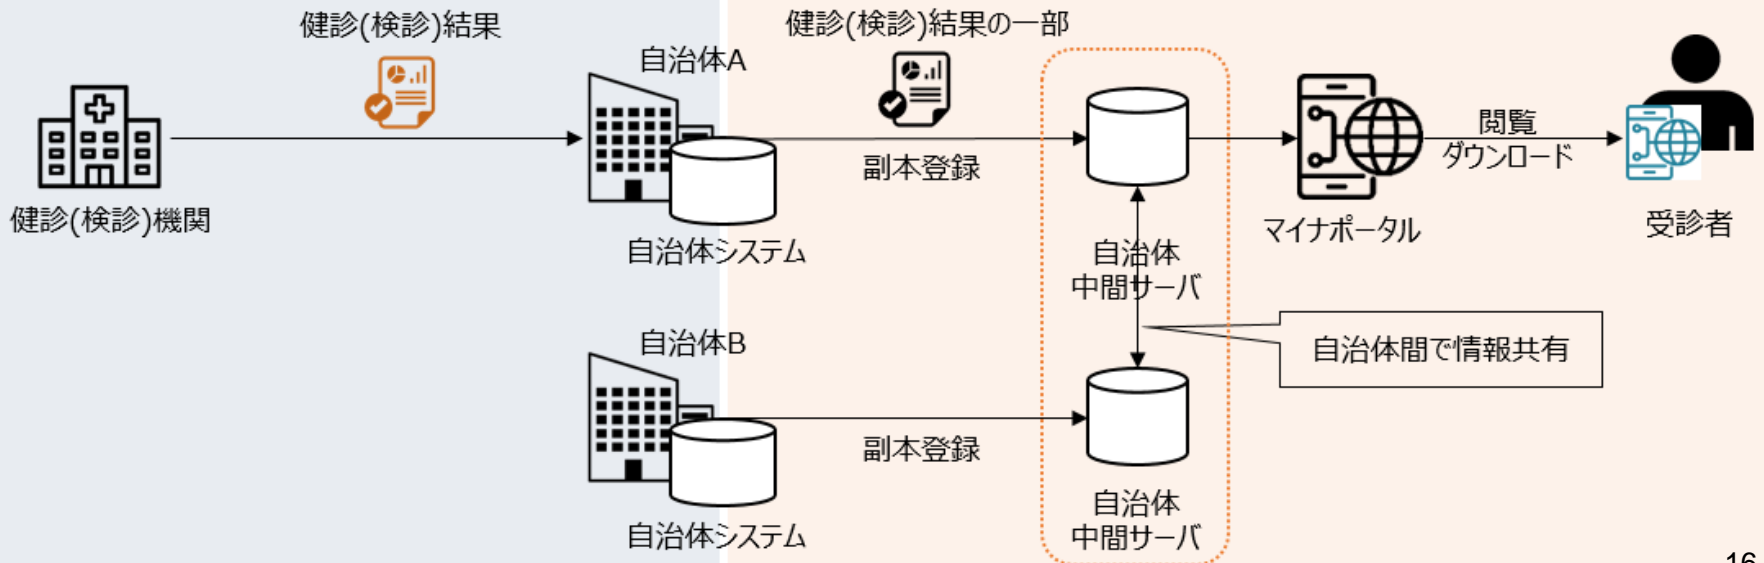 健診(検診)結果
健診(検診)機関
自治体A
自治体システム
健診(検診)結果の一部
副本登録
自治体
中間サーバ
マイナポータル
閲覧
ダウンロード
受診者
自治体間で情報共有
自治体B
自治体システム
副本登録
自治体
中間サーバ
16